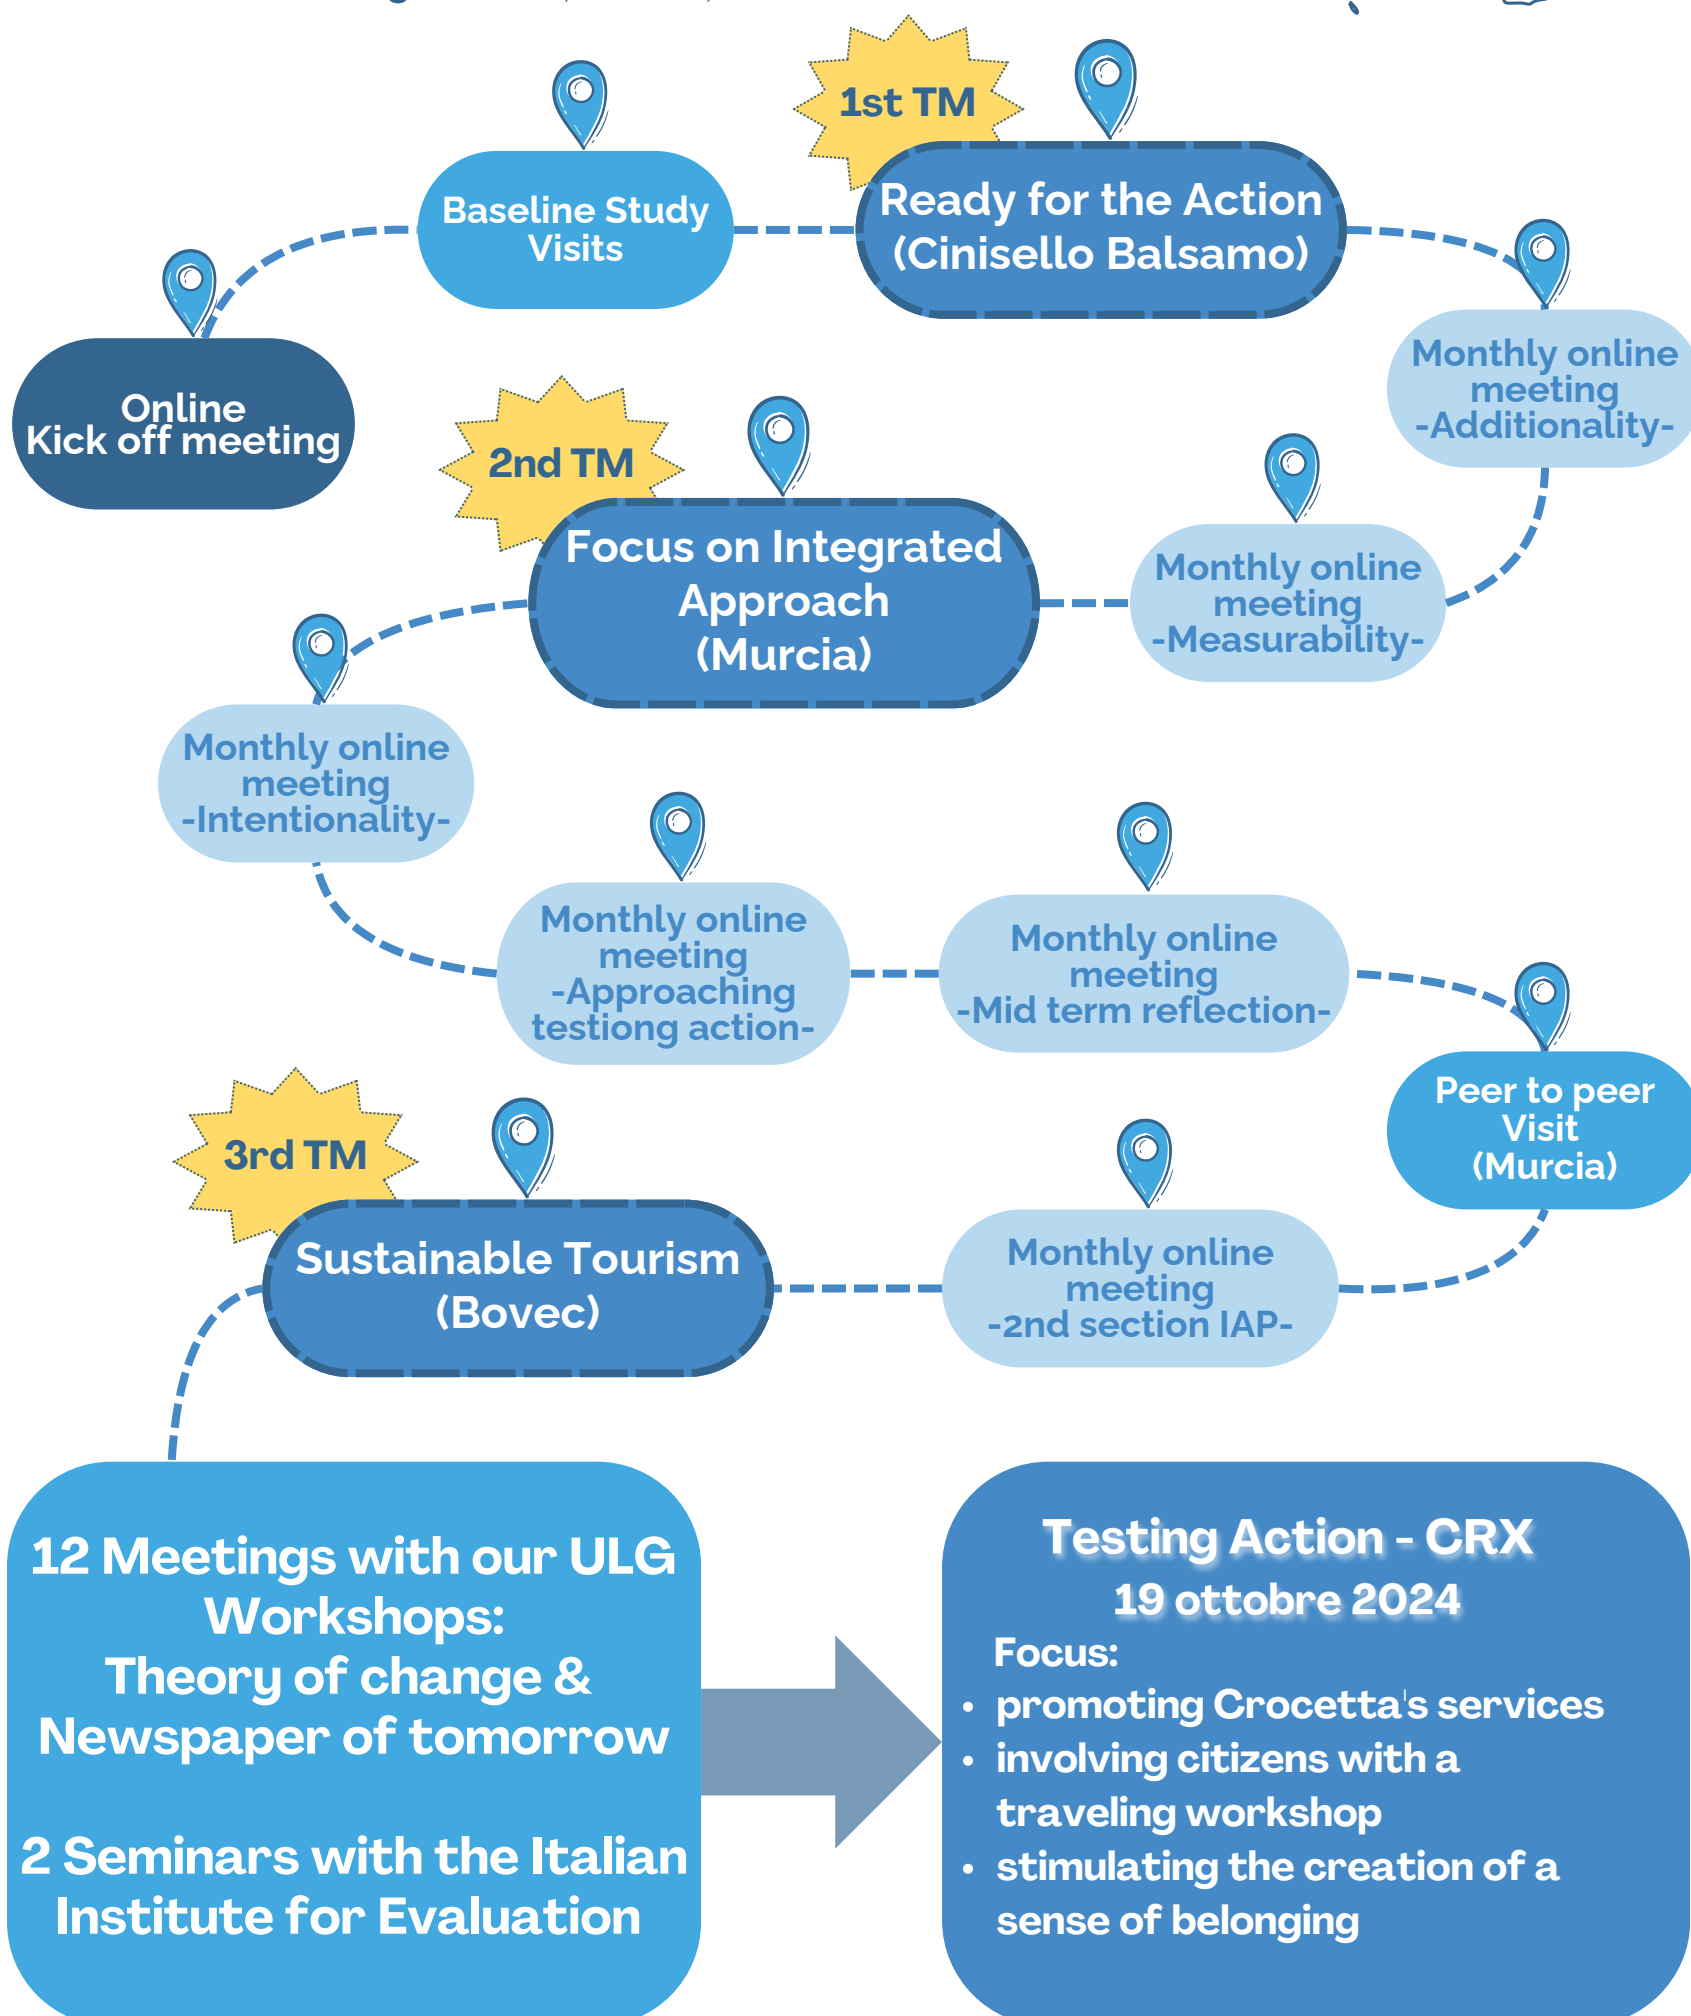 Online
Kick off meeting
Baseline Study
Visits
1st TM
Ready for the Action
(Cinisello Balsamo)
Monthly online
meeting
-Additionality-
Monthly online
meeting
-Measurability-
2nd TM
Focus on Integrated
Approach
(Murcia)
Monthly online
meeting
-Intentionality-
Monthly online
meeting
-Approaching
testiong action-
Monthly online
meeting
-Mid term reflection-
Peer to peer
Visit
(Murcia)
Monthly online
meeting
-2nd section IAP-
3rd TM
Sustainable Tourism
(Bovec)
12 Meetings with our ULG
Workshops:
Theory of change &
Newspaper of tomorrow
2 Seminars with the Italian
Institute for Evaluation
Testing Action - CRX
19 ottobre 2024
Focus:
• promoting Crocetta's services
• involving citizens with a
traveling workshop
• stimulating the creation of a
sense of belonging